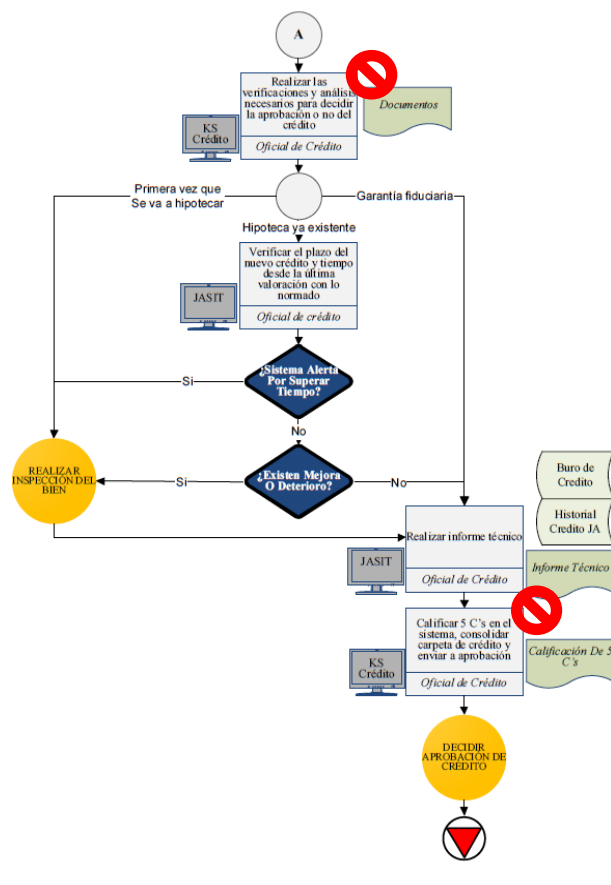 A
Realizar las
verificaciones y análisis
necesarios para decidir
la aprobación o no del
crédito
Oficial de Crédito
KS
Crédito
Documentos
Primera vez que
Se va a hipotecar
Garantía fiduciaria
Hipoteca ya existente
Verificar el plazo del
nuevo crédito y tiempo
desde la última
valoración con lo
normado
Oficial de crédito
JASIT
¿Sistema Alerta
Por Superar
Tiempo?
Si
No
¿Existen Mejora
O Deterioro?
Si
No
REALIZAR
INSPECCIÓN DEL
BIEN
Buro de
Credito
Historial
Credito JA
Realizar informe técnico
Oficial de Crédito
JASIT
Informe Técnico
Calificar 5 C's en el
sistema, consolidar
carpeta de crédito y
enviar a aprobación
Oficial de Crédito
KS
Crédito
Calificación De 5
C's
DECIDIR
APROBACIÓN DE
CRÉDITO